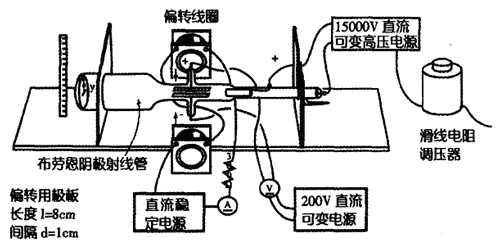 偏转线圈
15000V 直流
可变高压电源
+
+
y
-
滑线电阻
调压器
布劳恩阴极射线管
偏转用极板
长度 l=8cm
间隔 d=1cm
直流稳
定电源
A
V
200V 直流
可变电源